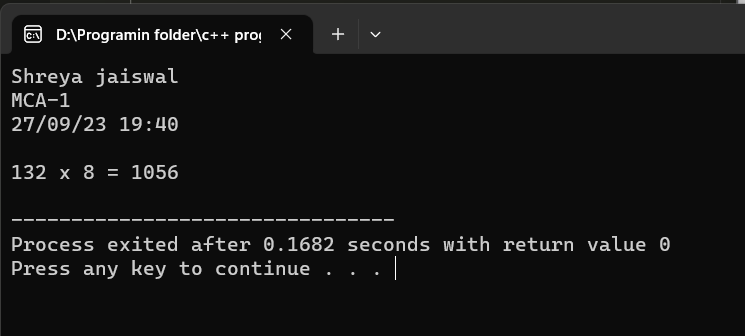 D:\Programin folder\c++ prog
Shreya jaiswal
MCA-1
27/09/23 19:40
132 x 8 = 1056
--------------------------------
Process exited after 0.1682 seconds with return value 0
Press any key to continue . . .